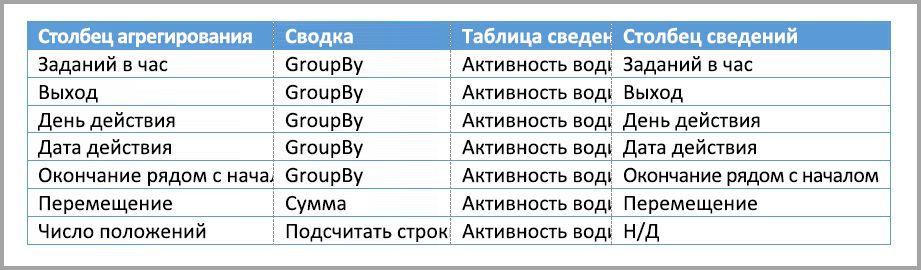 Столбец агрегирования Сводка Таблица сведен Столбец сведений
Заданий в час GroupBy Активность води Заданий в час
Выход GroupBy Активность води Выход
День действия GroupBy Активность води День действия
Дата действия GroupBy Активность води Дата действия
Окончание рядом с начал GroupBy Активность води Окончание рядом с началом
Перемещение Сумма Активность води Перемещение
Число положений Подсчитать строк Активность води Н/Д